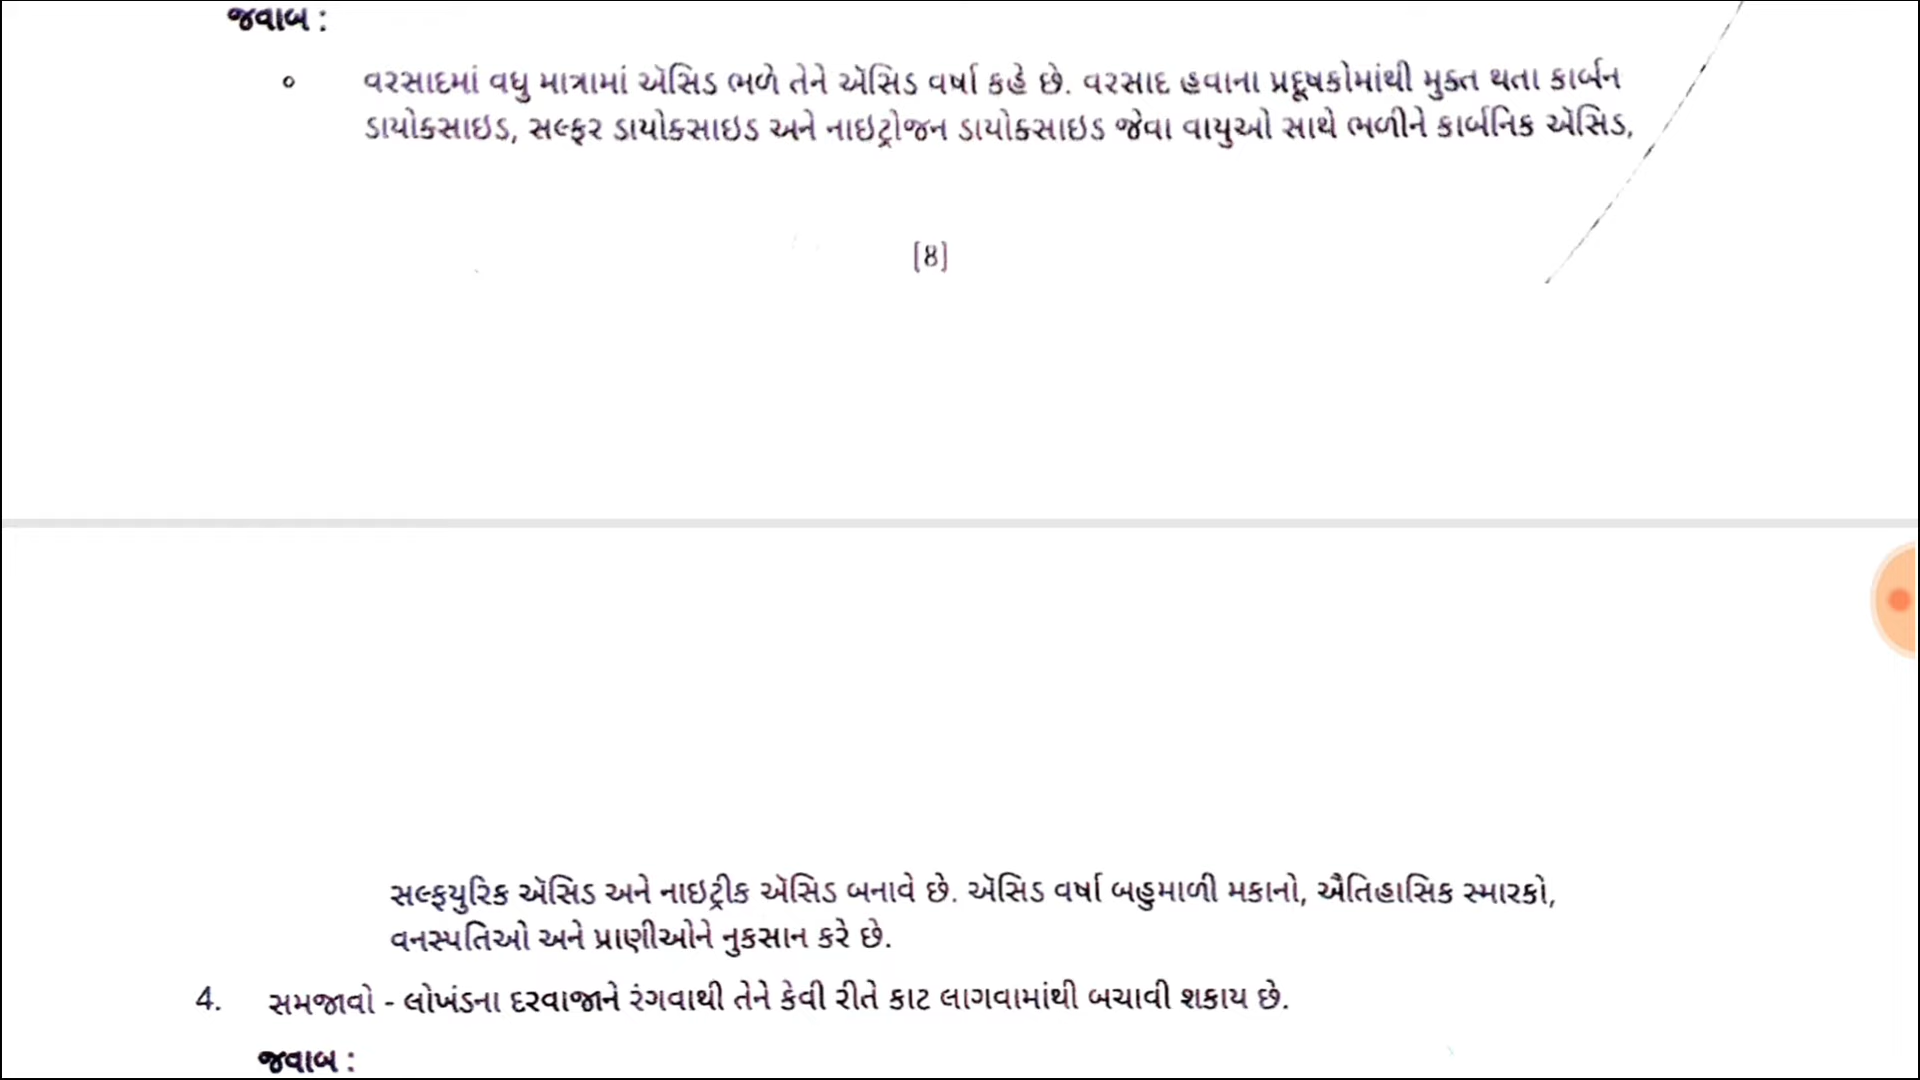 જવાબ :
° વરસાદમાં વધુ માત્રામાં ઍસિડ ભળે તેને ઍસિડ વર્ષા કહે છે. વરસાદ હવાના પ્રદૂષકોમાંથી મુક્ત થતા કાર્બન
ડાયોક્સાઇડ, સલ્ફર ડાયોક્સાઇડ અને નાઇટ્રોજન ડાયોક્સાઇડ જેવા વાયુઓ સાથે ભળીને કાર્બનિક ઍસિડ,
[8]
સલ્ફયુરિક ઍસિડ અને નાઇટ્રીક ઍસિડ બનાવે છે. ઍસિડ વર્ષા બહુમાળી મકાનો, ઐતિહાસિક સ્મારકો,
વનસ્પતિઓ અને પ્રાણીઓને નુકસાન કરે છે.
4. સમજાવો - લોખંડના દરવાજાને રંગવાથી તેને કેવી રીતે કાટ લાગવામાંથી બચાવી શકાય છે.
જવાબ :